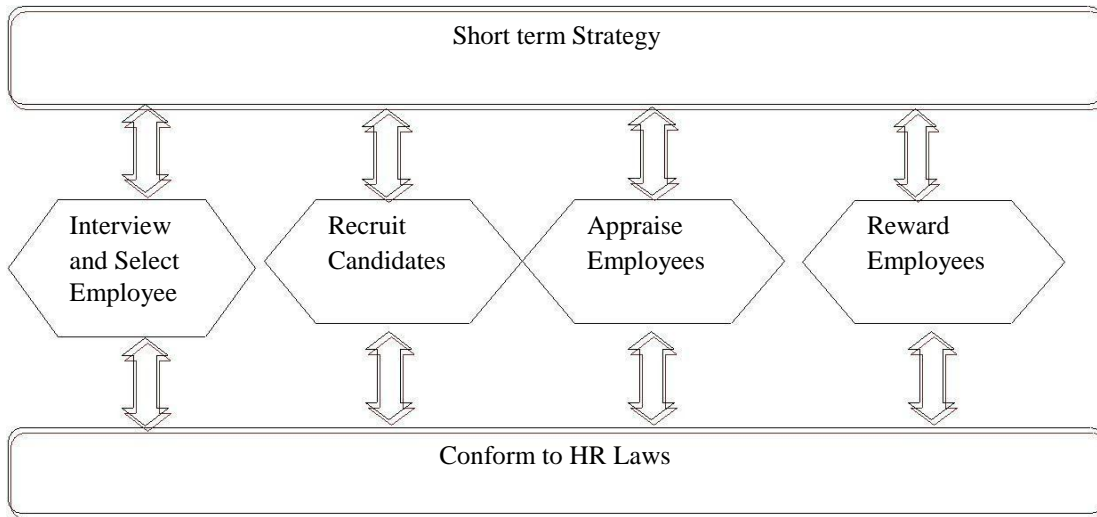 Short term Strategy
Interview
and Select
Employee
Recruit
Candidates
Appraise
Employees
Reward
Employees
Conform to HR Laws